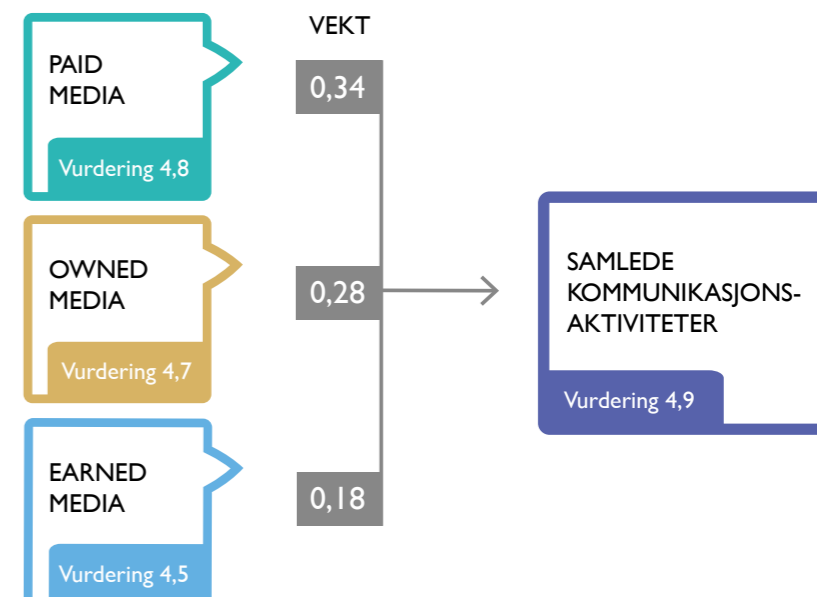 PAID
MEDIA
Vurdering 4,8
OWNED
MEDIA
Vurdering 4,7
EARNED
MEDIA
Vurdering 4,5
VEKT
0,34
0,28
0,18
SAMLEDE
KOMMUNIKASJONS-
AKTIVITETER
Vurdering 4,9